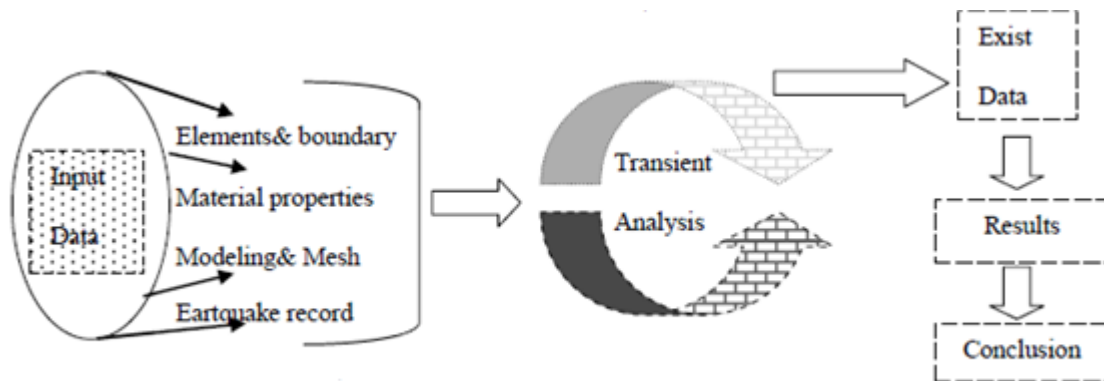 Input
Data
Elements& boundary
Material properties
Modeling& Mesh
Eartquake record
Transient
Analysis
Exist
Data
Results
Conclusion